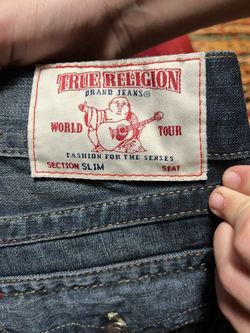 TRUE RELIGION
BRAND JEANS®
WORLD TOUR
FASHION FOR THE SENSES
SECTION SLIM SEAT